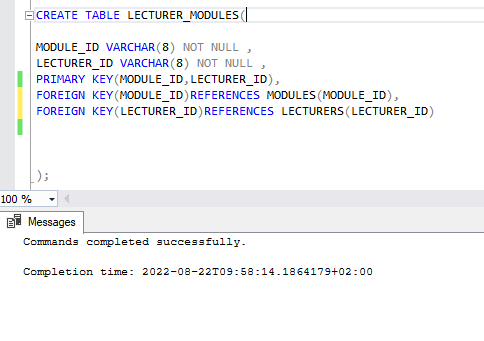 CREATE TABLE LECTURER_MODULES(
MODULE_ID VARCHAR(8) NOT NULL ,
LECTURER_ID VARCHAR(8) NOT NULL ,
PRIMARY KEY(MODULE_ID,LECTURER_ID),
FOREIGN KEY(MODULE_ID)REFERENCES MODULES(MODULE_ID),
FOREIGN KEY(LECTURER_ID)REFERENCES LECTURERS(LECTURER_ID)
);
100 %
Messages
Commands completed successfully.
Completion time: 2022-08-22T09:58:14.1864179+02:00